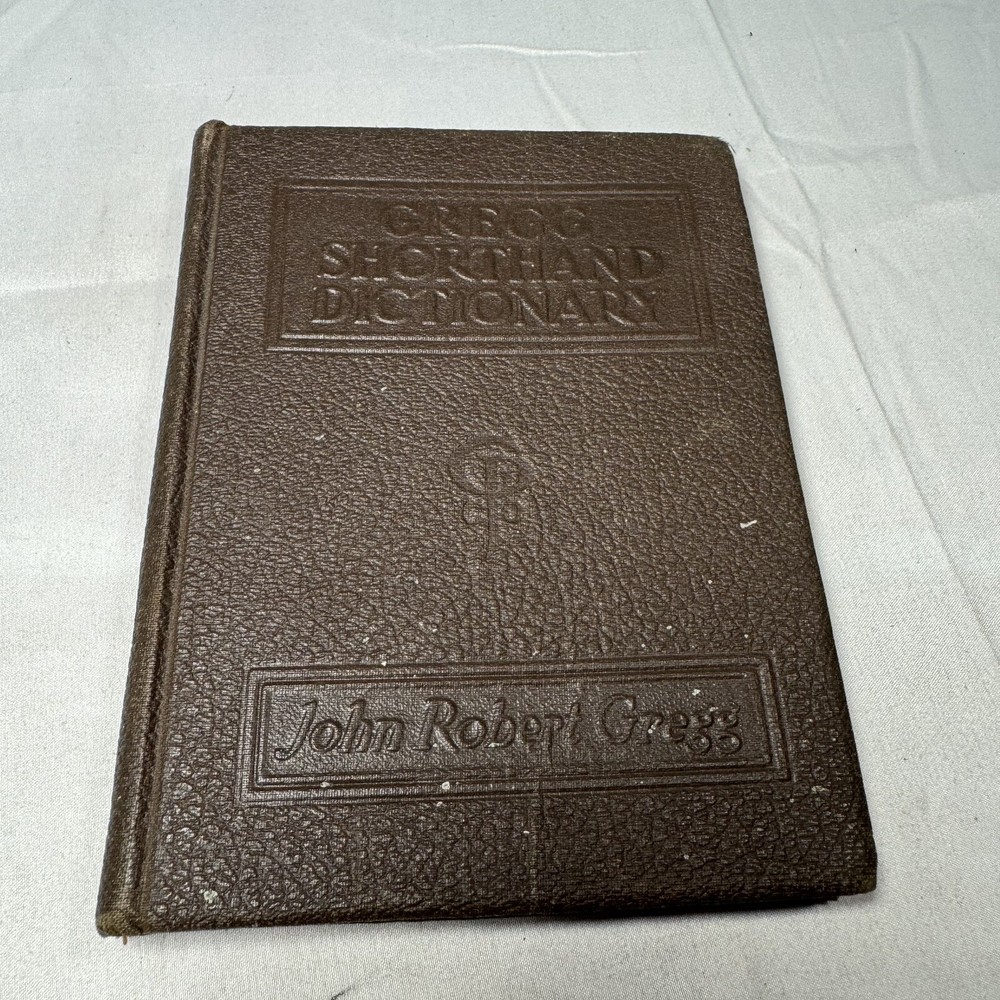 GREGG
SHORTHAND
DICTIONARY
John Robert Gregg